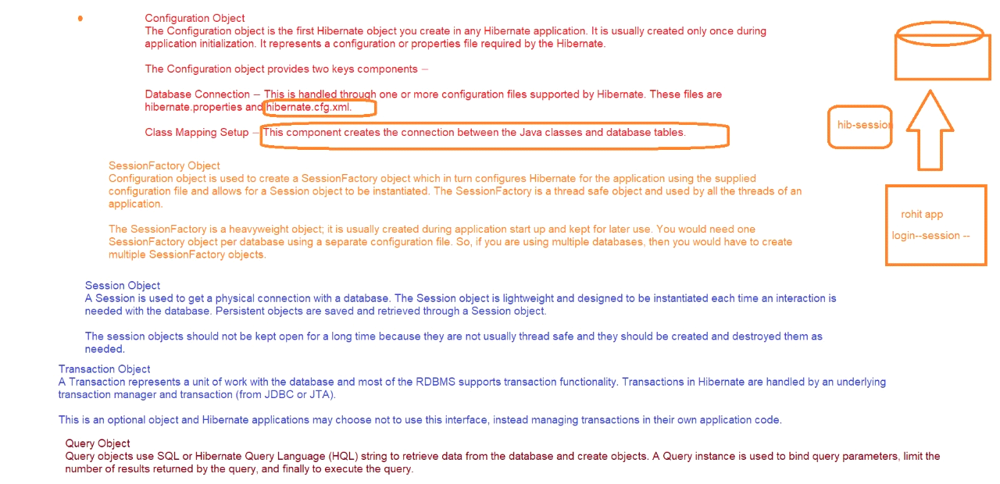 Configuration Object
The Configuration object is the first Hibernate object you create in any Hibernate application. It is usually created only once during
application initialization. It represents a configuration or properties file required by the Hibernate.
The Configuration object provides two keys components –
Database Connection – This is handled through one or more configuration files supported by Hibernate. These files are
hibernate.properties and hibernate.cfg.xml.
Class Mapping Setup – This component creates the connection between the Java classes and database tables.
hib-session
SessionFactory Object
Configuration object is used to create a SessionFactory object which in turn configures Hibernate for the application using the supplied
configuration file and allows for a Session object to be instantiated. The SessionFactory is a thread safe object and used by all the threads of an
application.
The SessionFactory is a heavyweight object; it is usually created during application start up and kept for later use. You would need one
SessionFactory object per database using a separate configuration file. So, if you are using multiple databases, then you would have to create
multiple SessionFactory objects.
rohit app
login--session --
Session Object
A Session is used to get a physical connection with a database. The Session object is lightweight and designed to be instantiated each time an interaction is
needed with the database. Persistent objects are saved and retrieved through a Session object.
The session objects should not be kept open for a long time because they are not usually thread safe and they should be created and destroyed them as
needed.
Transaction Object
A Transaction represents a unit of work with the database and most of the RDBMS supports transaction functionality. Transactions in Hibernate are handled by an underlying
transaction manager and transaction (from JDBC or JTA).
This is an optional object and Hibernate applications may choose not to use this interface, instead managing transactions in their own application code.
Query Object
Query objects use SQL or Hibernate Query Language (HQL) string to retrieve data from the database and create objects. A Query instance is used to bind query parameters, limit the
number of results returned by the query, and finally to execute the query.